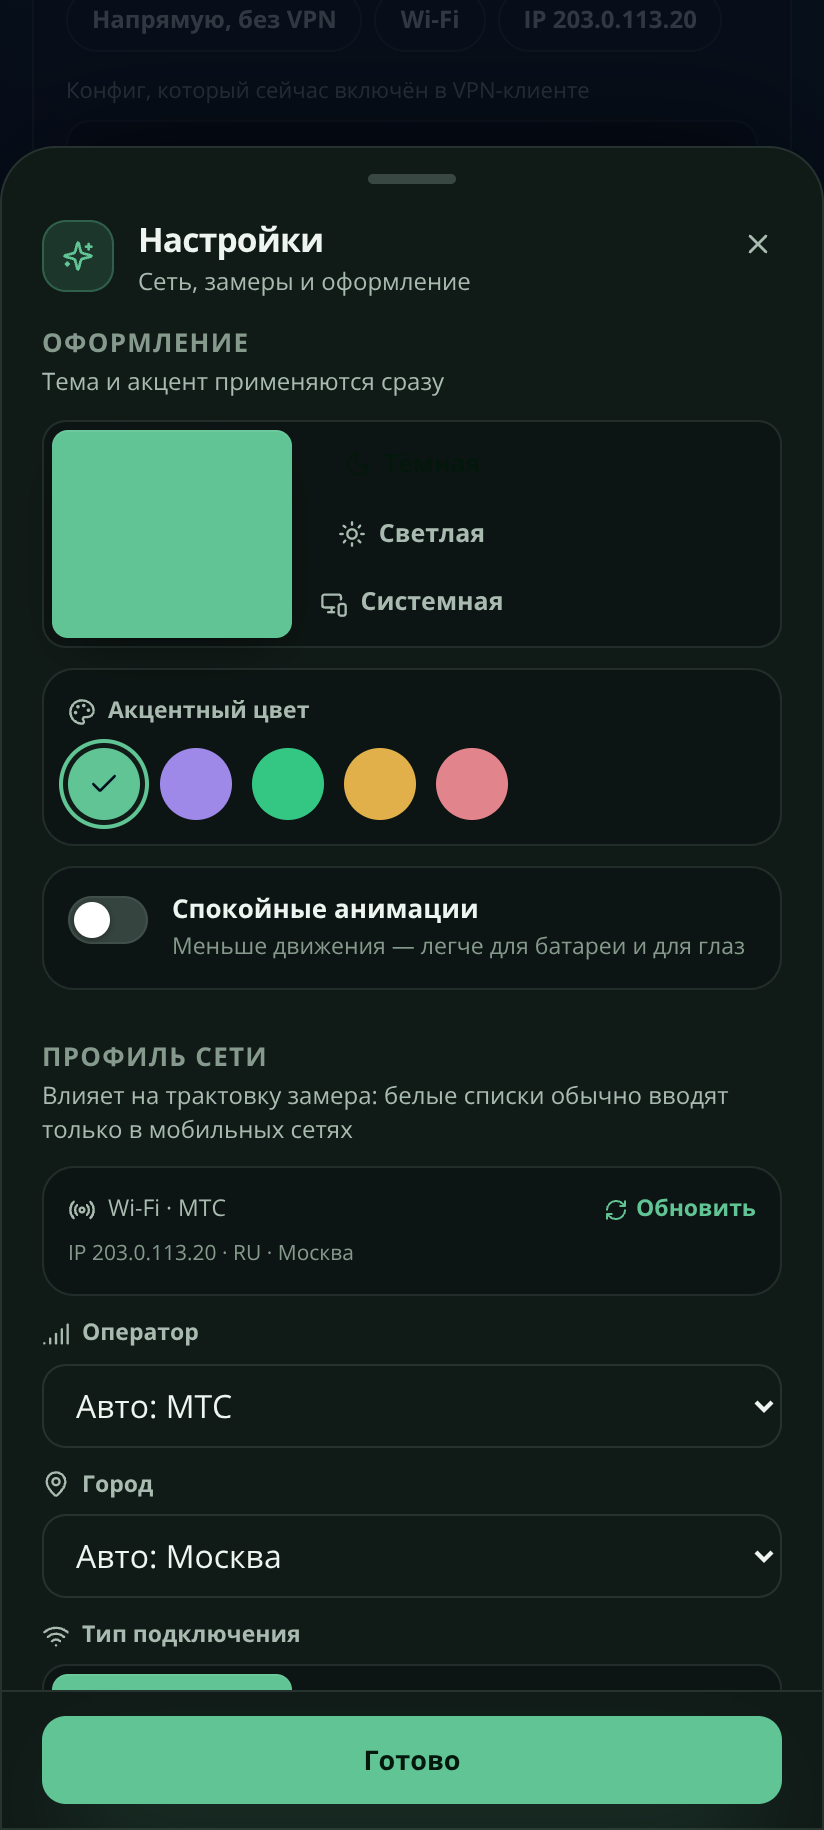 Напрямую, без VPN
Wi-Fi
IP 203.0.113.20
Конфиг, который сейчас включён в VPN-клиенте
Настройки
Сеть, замеры и оформление
ОФОРМЛЕНИЕ
Тема и акцент применяются сразу
Тёмная
Светлая
Системная
Акцентный цвет
Спокойные анимации
Меньше движения — легче для батареи и для глаз
ПРОФИЛЬ СЕТИ
Влияет на трактовку замера: белые списки обычно вводят
только в мобильных сетях
Wi-Fi · МТС
Обновить
IP 203.0.113.20 · RU · Москва
Оператор
Авто: МТС
Город
Авто: Москва
Тип подключения
Готово